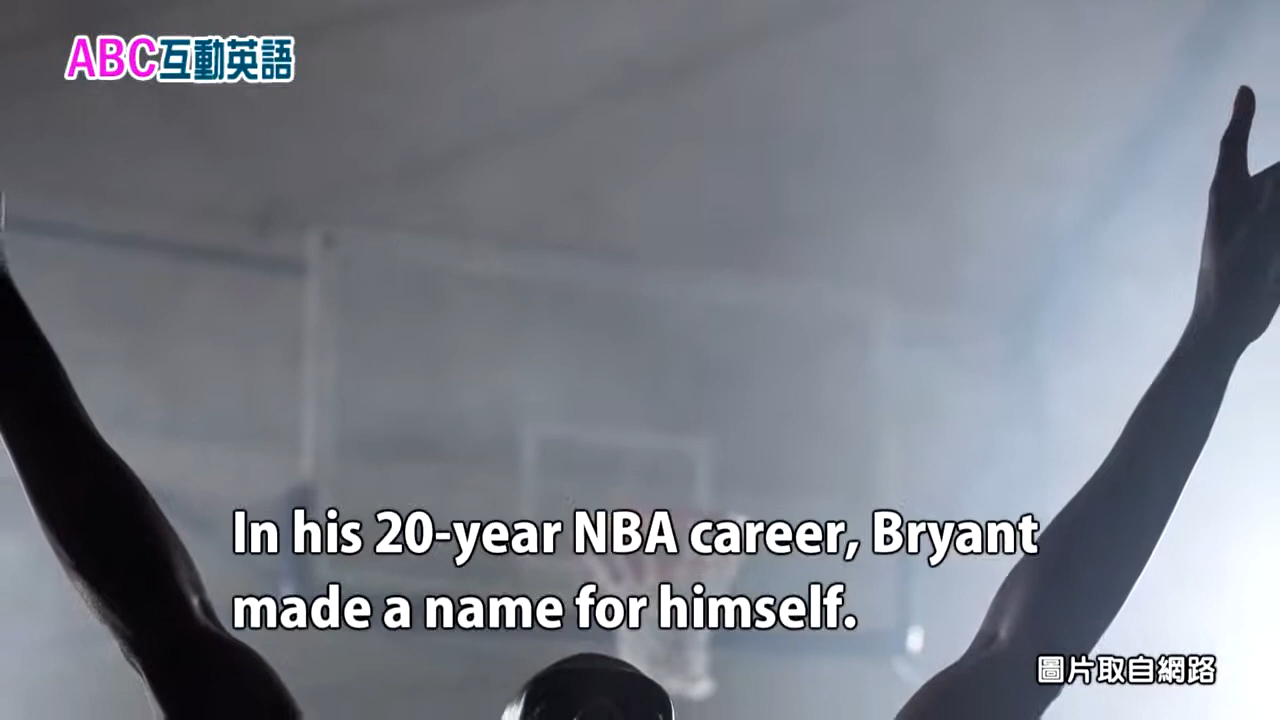 ABC互動英語
In his 20-year NBA career, Bryant
made a name for himself.
圖片取自網路